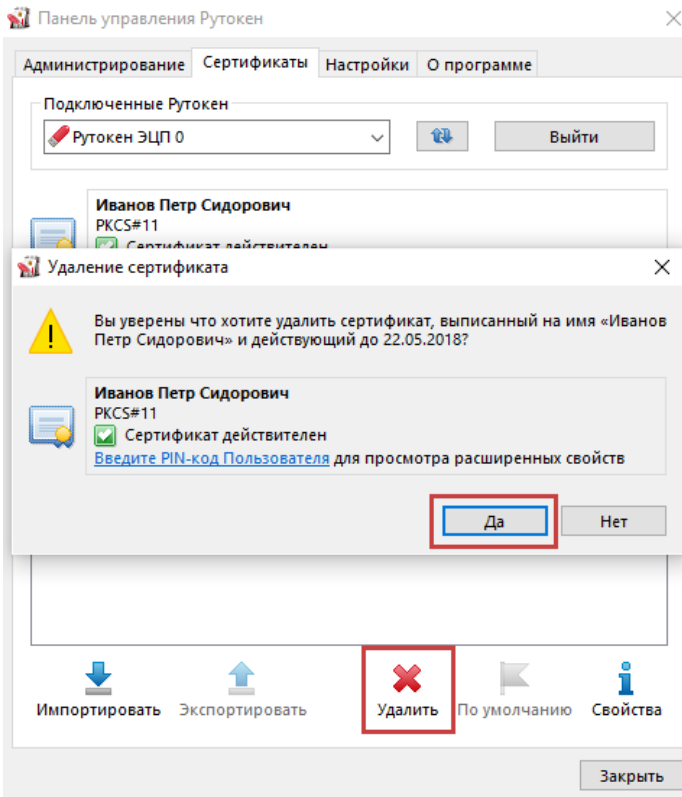 Панель управления Рутокен
Администрирование Сертификаты Настройки О программе
Подключенные Рутокен
Рутокен ЭЦП 0 Выйти
Иванов Петр Сидорович
PKCS#11
Сертификат действителен
Удаление сертификата
Вы уверены что хотите удалить сертификат, выписанный на имя «Иванов
Петр Сидорович» и действующий до 22.05.2018?
Иванов Петр Сидорович
PKCS#11
Сертификат действителен
Введите PIN-код Пользователя для просмотра расширенных свойств
Да Нет
Импортировать Экспортировать Удалить По умолчанию Свойства
Закрыть